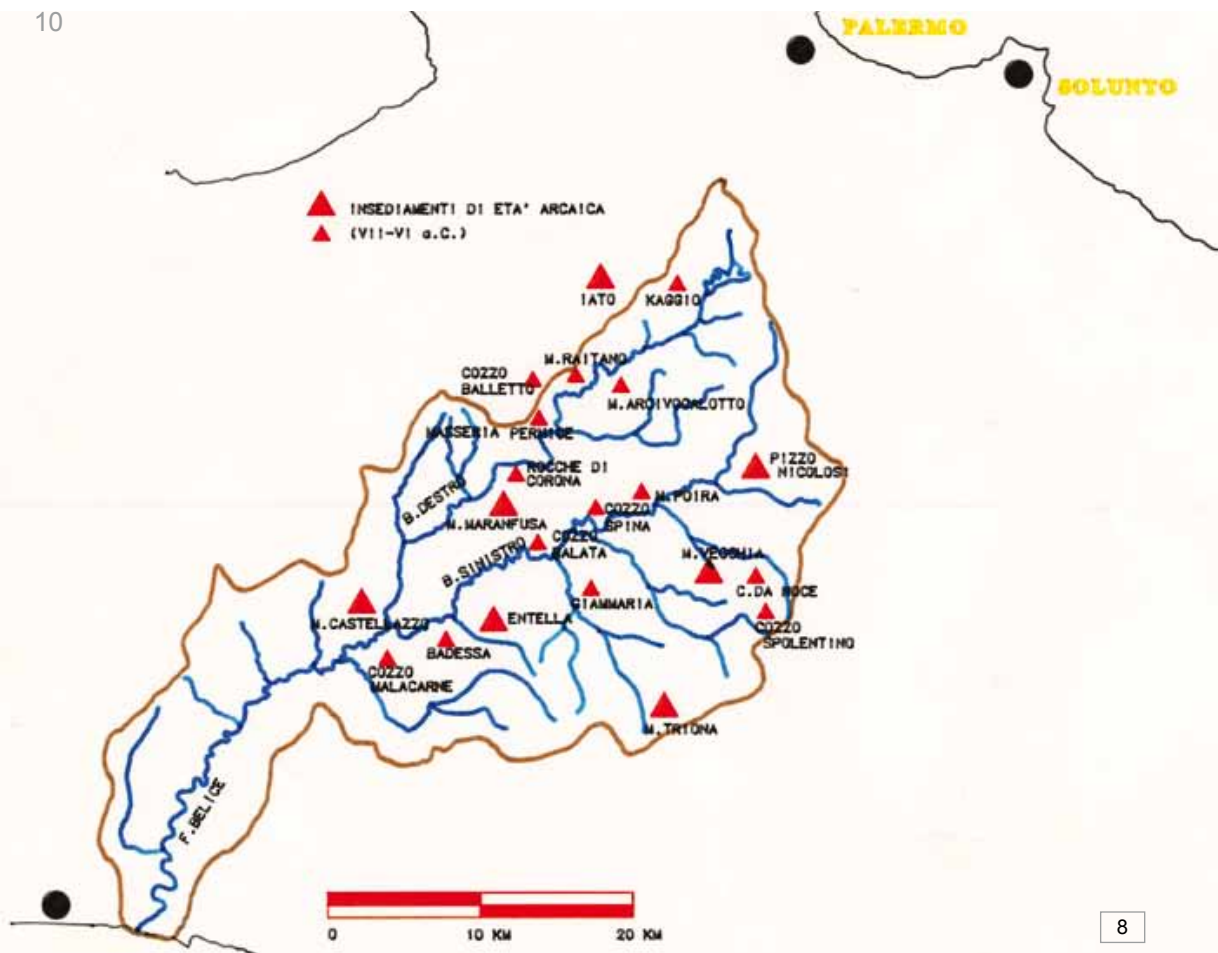 10
PALERMO
SOLUNTO
INSEDIAMENTI DI ETA' ARCAICA
(VII-VI a.C.)
IATO
KAGGIO
M.RAITANO
COZZO
BALLETTO
M.ARCIVOCALOTTO
MASSERIA PERNICE
PIZZO
NICOLOSI
ROCCHE DI
CORONA
B.DESTRO
M.POIRA
M.MARANFUSA
COZZO
SPINA
COZZO
BALATA
M.VECCHIA
B.SINISTRO
C.DA NOCE
GIAMMARIA
M.CASTELLAZZO
ENTELLA
COZZO
SPOLENTINO
BADESSA
COZZO
MALACARNE
M.TRIONA
F.BELICE
0
10 KM
20 KM
8